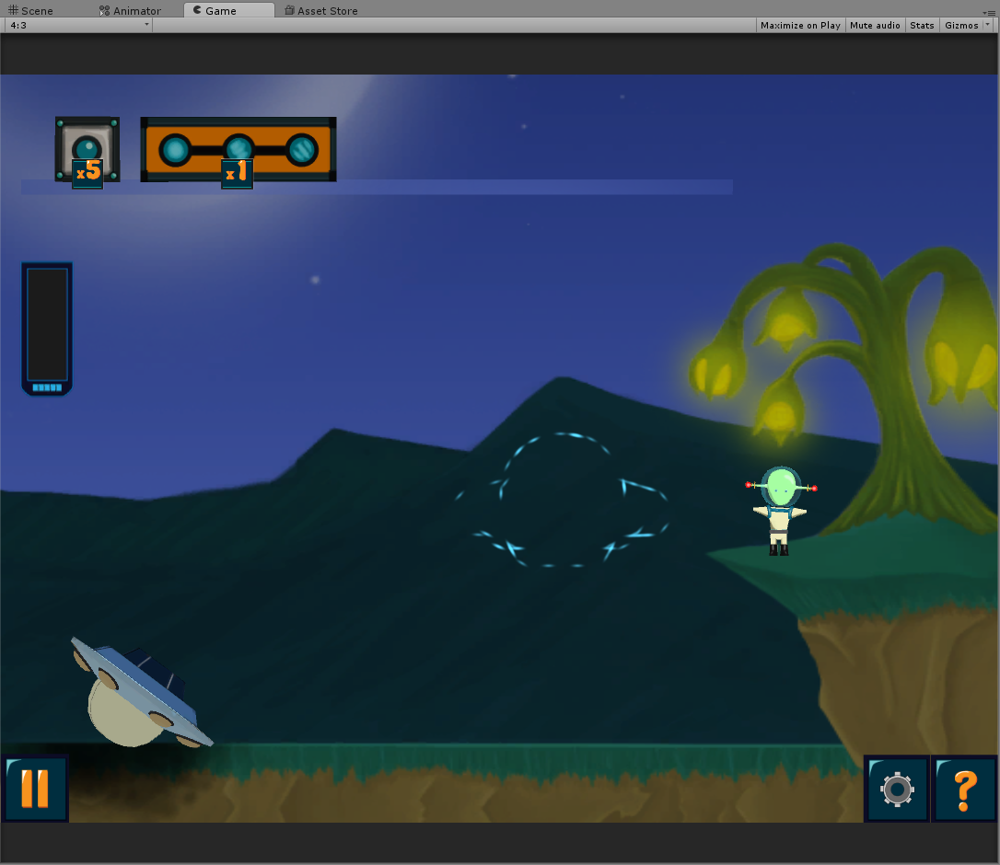 Scene Animator Game Asset Store
4:3 Maximize on Play Mute audio Stats Gizmos
x5 x1
?